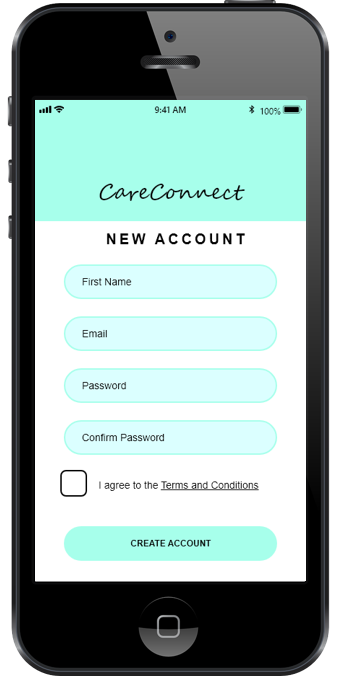 9:41 AM
100%
CareConnect
NEW ACCOUNT
First Name
Email
Password
Confirm Password
I agree to the Terms and Conditions
CREATE ACCOUNT